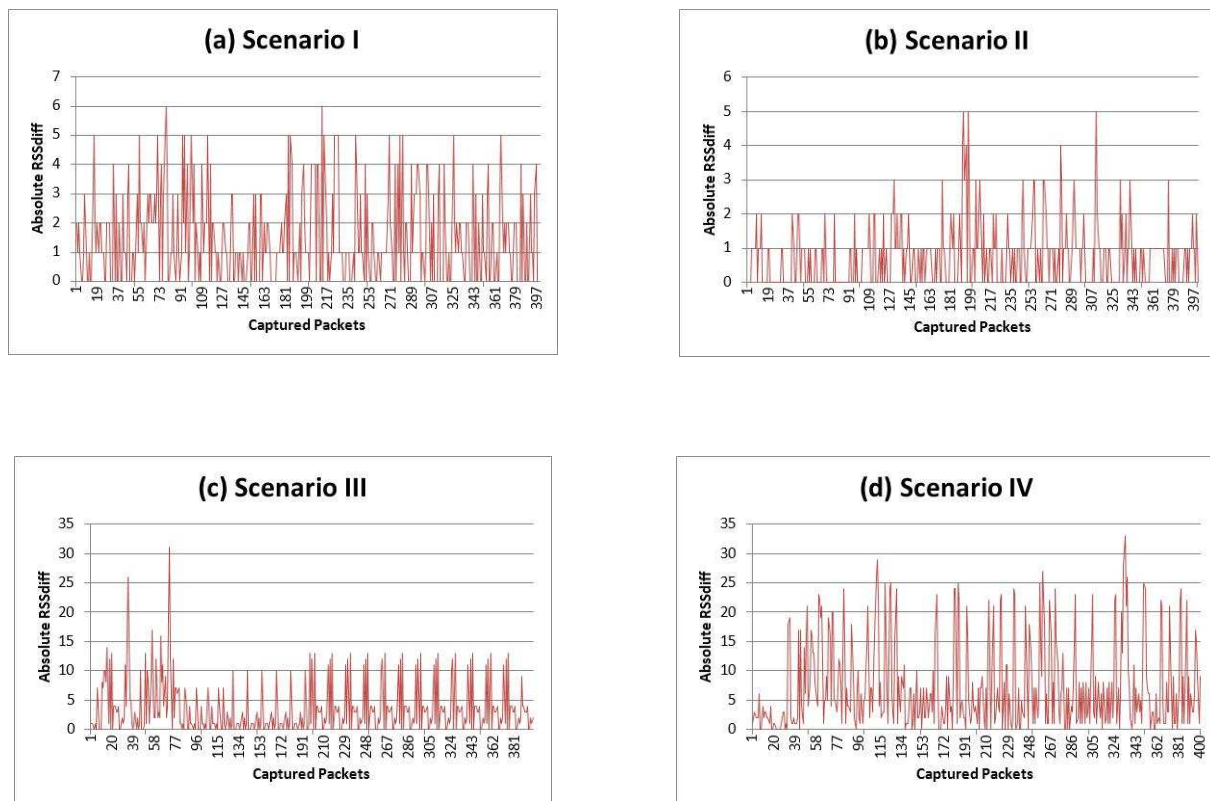 (a) Scenario I
Absolute RSSdiff
7
6
5
4
3
2
1
0
1 19 37 55 73 91 109 127 145 163 181 199 217 235 253 271 289 307 325 343 361 379 397
Captured Packets
(b) Scenario II
Absolute RSSdiff
6
5
4
3
2
1
0
1 19 37 55 73 91 109 127 145 163 181 199 217 235 253 271 289 307 325 343 361 379 397
Captured Packets
(c) Scenario III
Absolute RSSdiff
35
30
25
20
15
10
5
0
1 20 39 58 77 96 115 134 153 172 191 210 229 248 267 286 305 324 343 362 381
Captured Packets
(d) Scenario IV
Absolute RSSdiff
35
30
25
20
15
10
5
0
1 20 39 58 77 96 115 134 153 172 191 210 229 248 267 286 305 324 343 362 381 400
Captured Packets